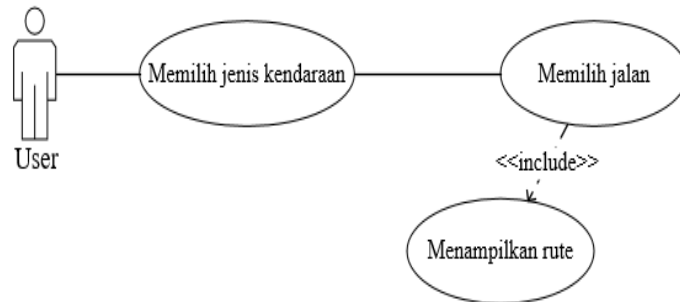 Memilih jenis kendaraan
Memilih jalan
User
<<include>>
Menampilkan rute